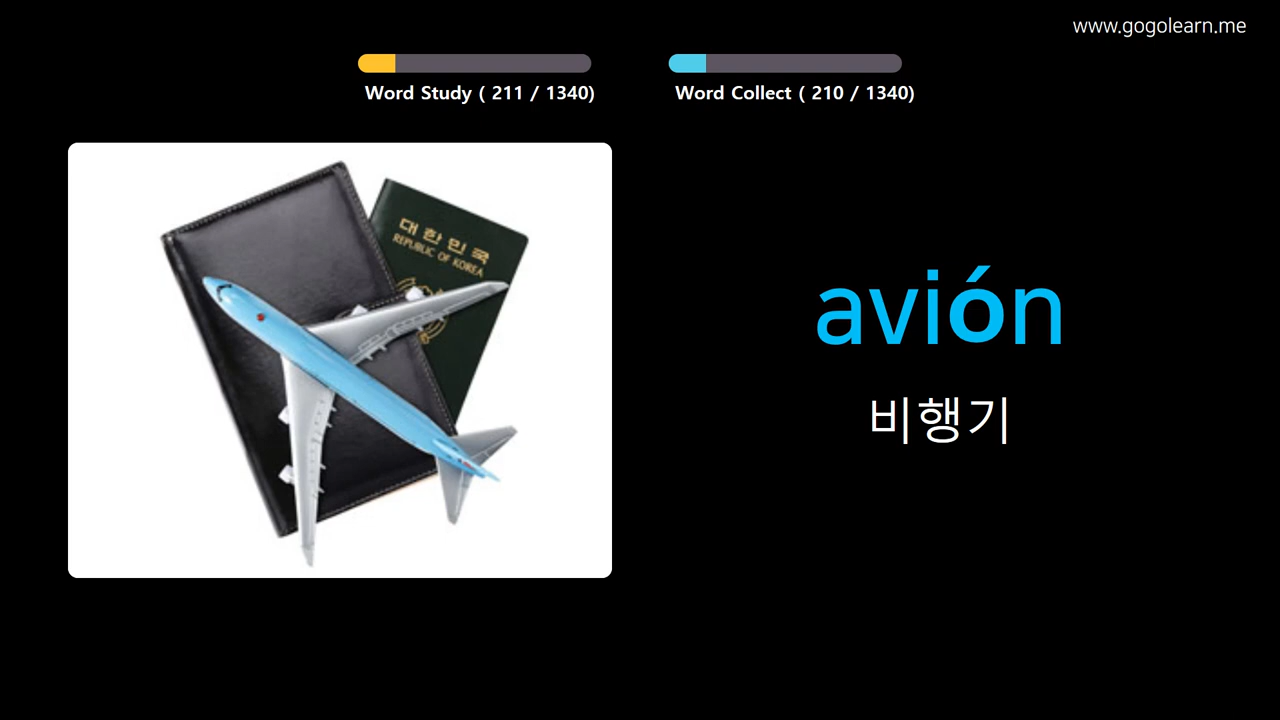 www.gogolearn.me
Word Study ( 211 / 1340)
Word Collect ( 210 / 1340)
대한민국
REPUBLIC OF KOREA
avión
비행기